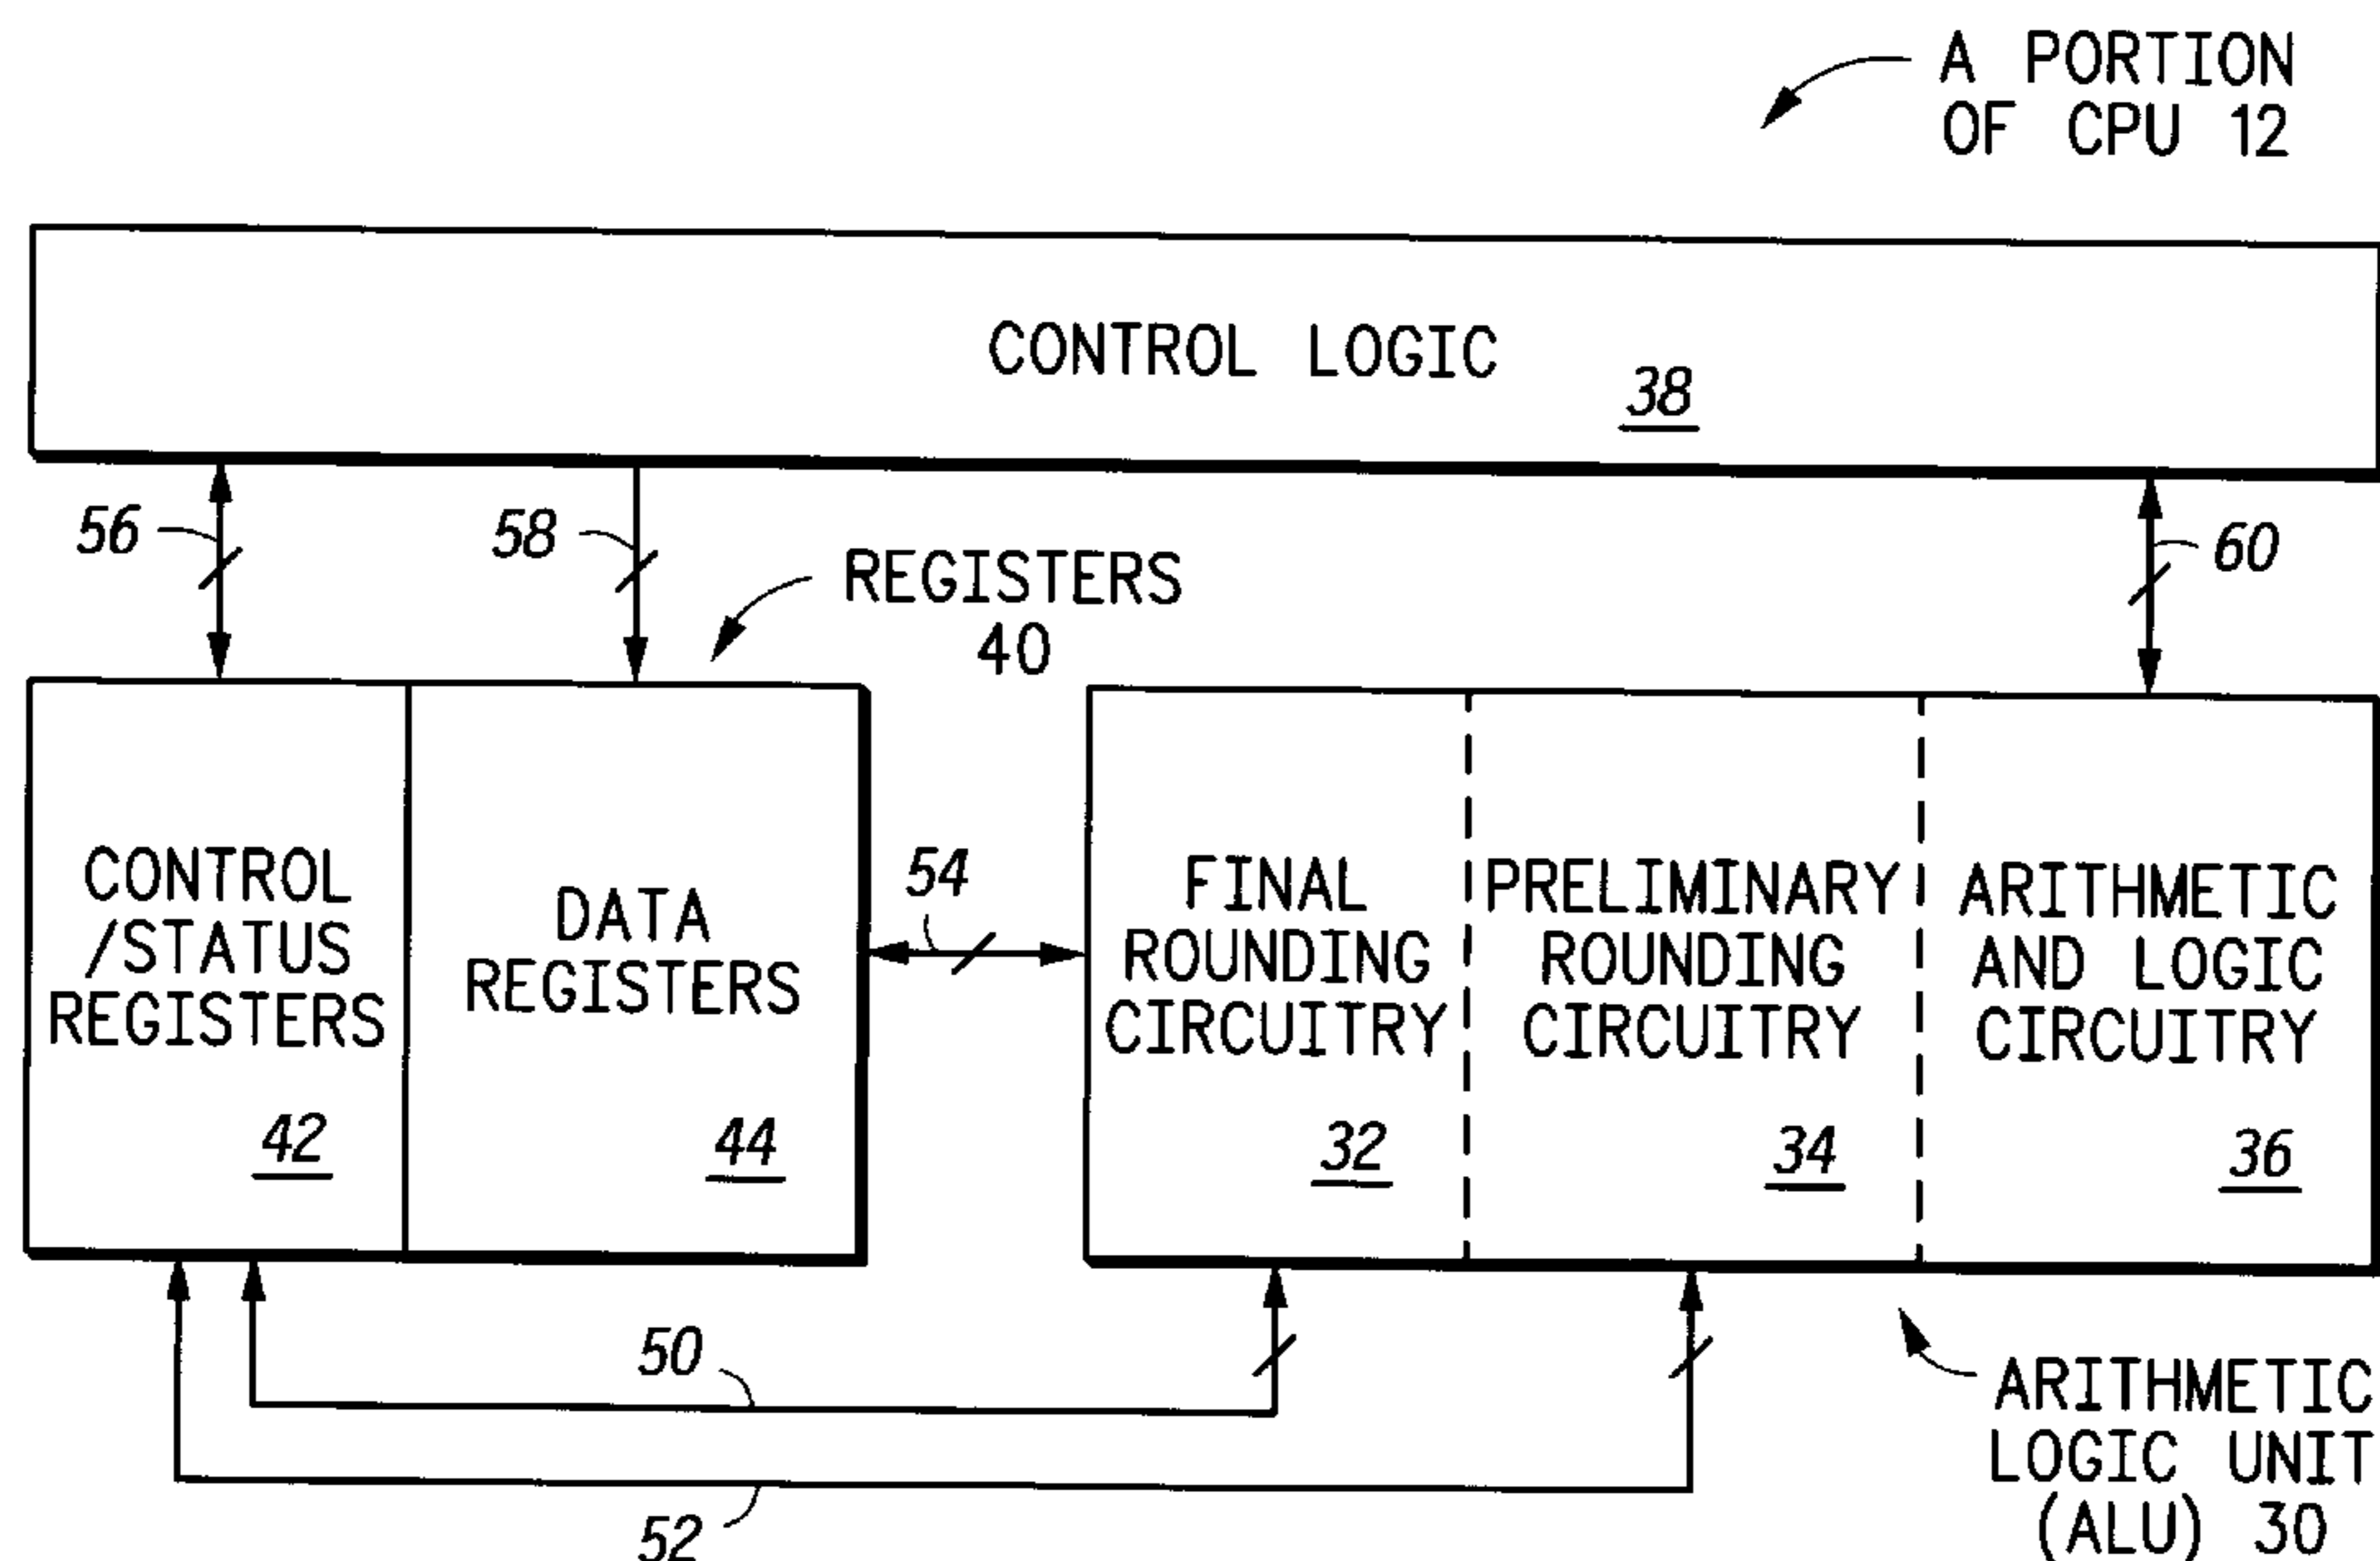 A PORTION
OF CPU 12
CONTROL LOGIC
38
56
58
60
REGISTERS
40
CONTROL
/STATUS
REGISTERS
42
DATA
REGISTERS
44
54
FINAL
ROUNDING
CIRCUITRY
32
PRELIMINARY
ROUNDING
CIRCUITRY
34
ARITHMETIC
AND LOGIC
CIRCUITRY
36
50
52
ARITHMETIC
LOGIC UNIT
(ALU) 30